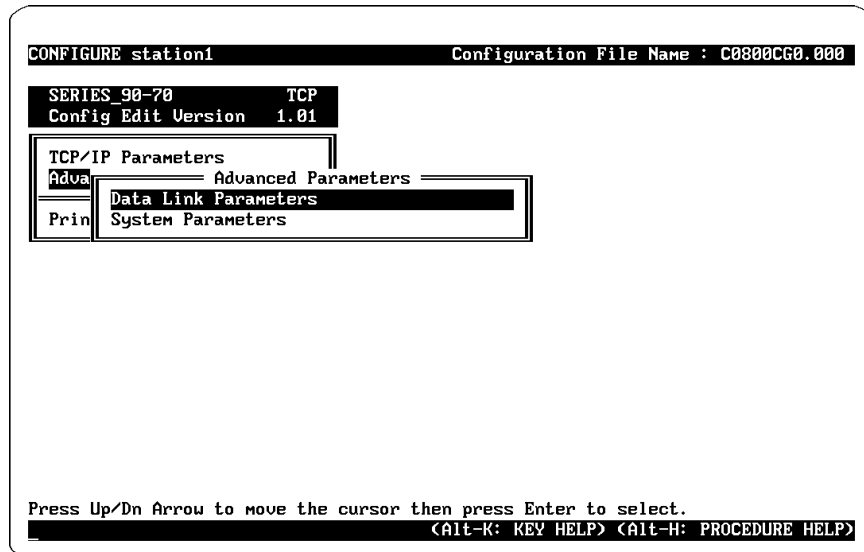 CONFIGURE station1 Configuration File Name : C0800CG0.000
SERIES_90-70 TCP
Config Edit Version 1.01
TCP/IP Parameters
Adva
Advanced Parameters
Data Link Parameters
Prin
System Parameters
Press Up/Dn Arrow to move the cursor then press Enter to select.
_ (Alt-K: KEY HELP) (Alt-H: PROCEDURE HELP)